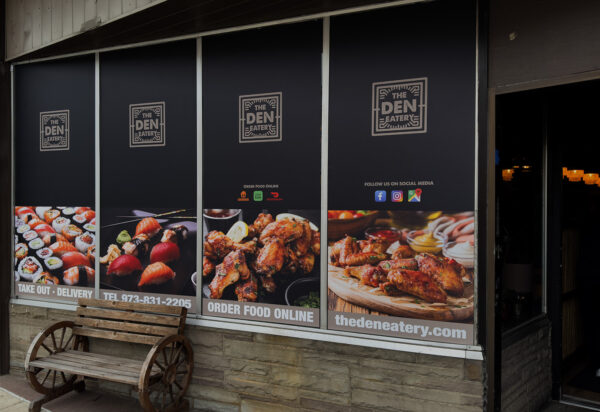 THE
DEN
EATERY
THE
DEN
EATERY
THE
DEN
EATERY
THE
DEN
EATERY
ORDER FOOD ONLINE
FOLLOW US ON SOCIAL MEDIA
TAKE OUT - DELIVERY
TEL 973-831-2205
ORDER FOOD ONLINE
thedeneatery.com